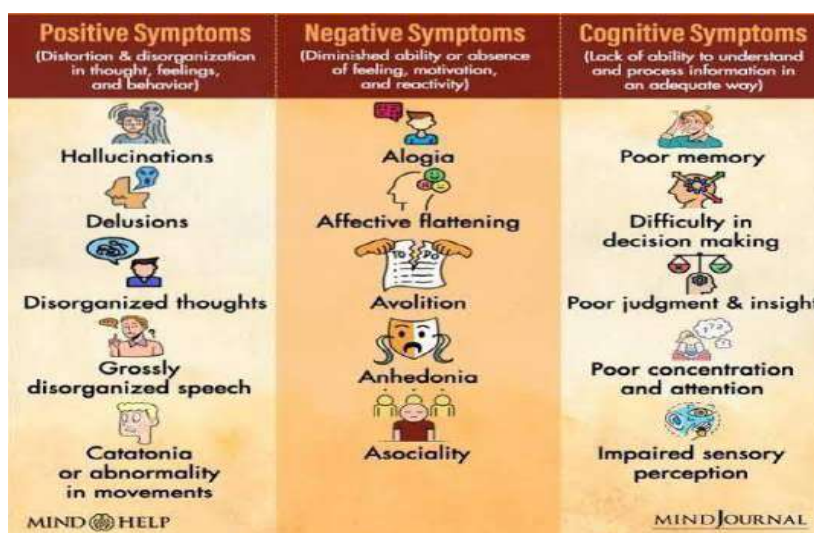 Positive Symptoms
(Distortion & disorganization
in thought, feelings,
and behavior)
Hallucinations
Delusions
Disorganized thoughts
Grossly
disorganized speech
Catatonia
or abnormality
in movements
MIND HELP
Negative Symptoms
(Diminished ability or absence
of feeling, motivation,
and reactivity)
Alogia
Affective flattening
TO DO
Avolition
Anhedonia
Asociality
Cognitive Symptoms
(Lack of ability to understand
and process information in
an adequate way)
Poor memory
Difficulty in
decision making
Poor judgment & insight
???
Poor concentration
and attention
Impaired sensory
perception
MINDJOURNAL